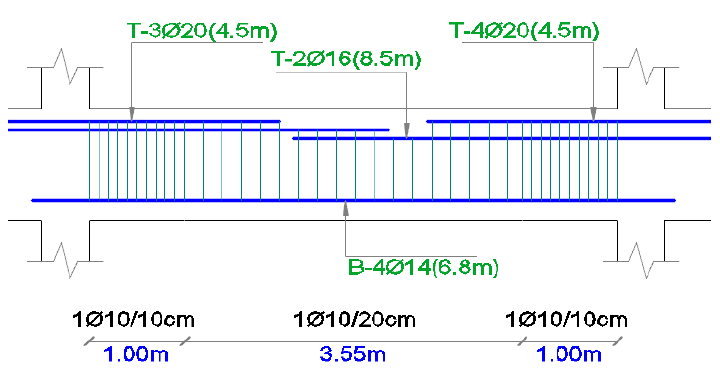 T-3Ø20(4.5m)
T-4Ø20(4.5m)
T-2Ø16(8.5m)
B-4Ø14(6.8m)
1Ø10/10cm
1Ø10/20cm
1Ø10/10cm
1.00m
3.55m
1.00m